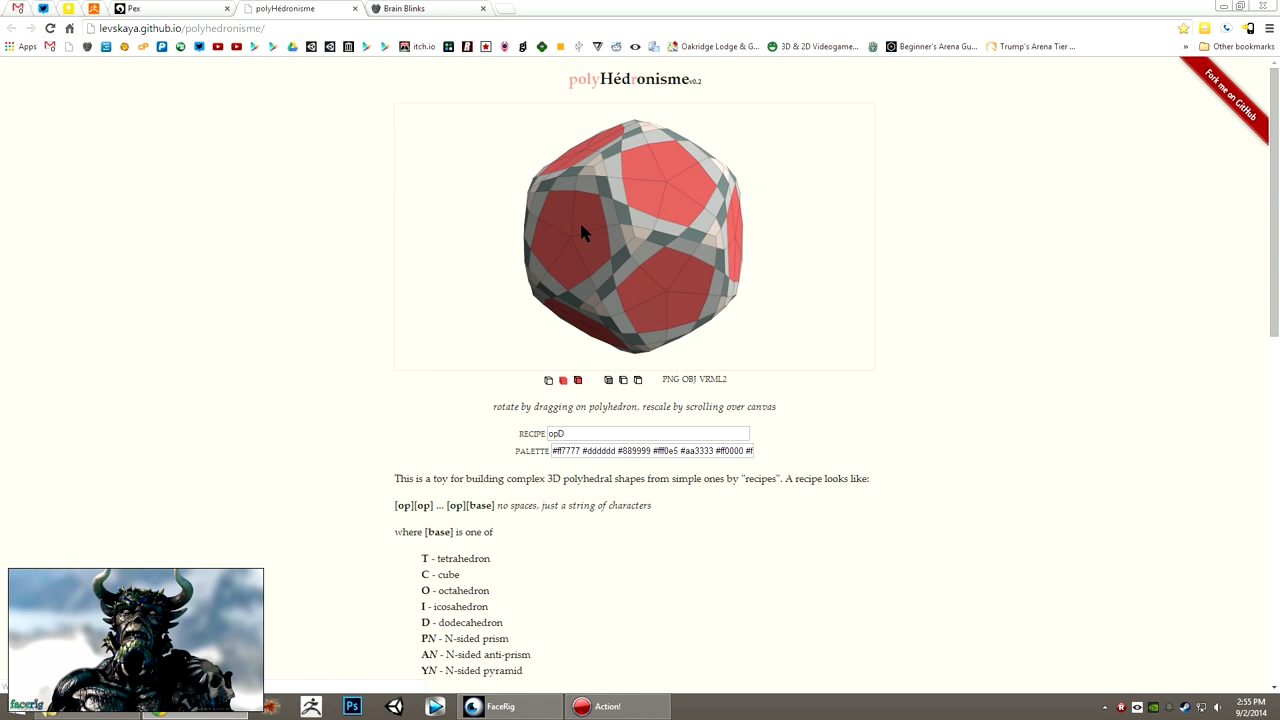 Pex
polyHédronisme
Brain Blinks
levskaya.github.io/polyhedronisme/
Apps
itch.io
Oakridge Lodge & G...
3D & 2D Videogame...
Beginner's Arena Gu...
Trump's Arena Tier ...
»
Other bookmarks
Fork me on GitHub
polyHédronisme v0.2
PNG OBJ VRML2
rotate by dragging on polyhedron, rescale by scrolling over canvas
RECIPE opD
PALETTE #ff7777 #dddddd #889999 #fff0e5 #aa3333 #ff0000 #f
This is a toy for building complex 3D polyhedral shapes from simple ones by "recipes". A recipe looks like:
[op][op] ... [op][base] no spaces, just a string of characters
where [base] is one of
T - tetrahedron
C - cube
O - octahedron
I - icosahedron
D - dodecahedron
PN - N-sided prism
AN - N-sided anti-prism
YN - N-sided pyramid
facerig
Ps
FaceRig
Action!
2:55 PM
9/2/2014